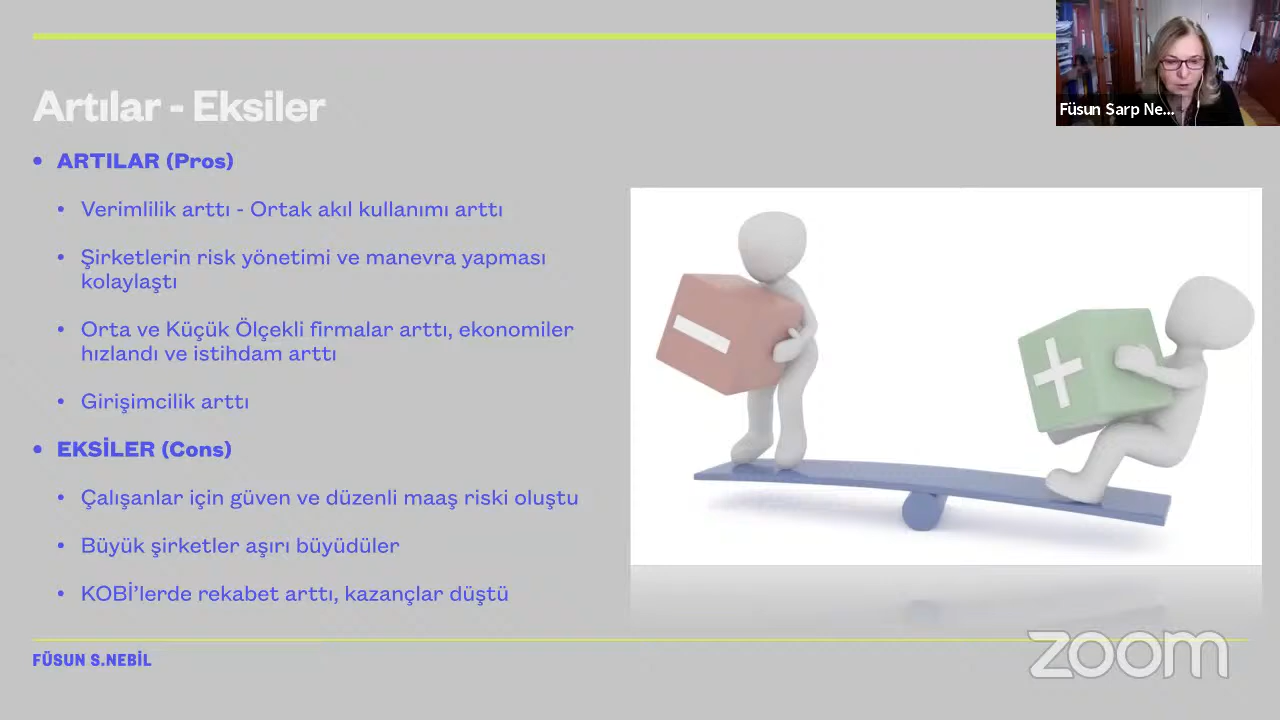 Füsun Sarp Ne...
Artılar - Eksiler
• ARTILAR (Pros)
• Verimlilik arttı - Ortak akıl kullanımı arttı
• Şirketlerin risk yönetimi ve manevra yapması
kolaylaştı
• Orta ve Küçük Ölçekli firmalar arttı, ekonomiler
hızlandı ve istihdam arttı
• Girişimcilik arttı
• EKSİLER (Cons)
• Çalışanlar için güven ve düzenli maaş riski oluştu
• Büyük şirketler aşırı büyüdüler
• KOBİ’lerde rekabet arttı, kazançlar düştü
FÜSUN S.NEBİL
zoom